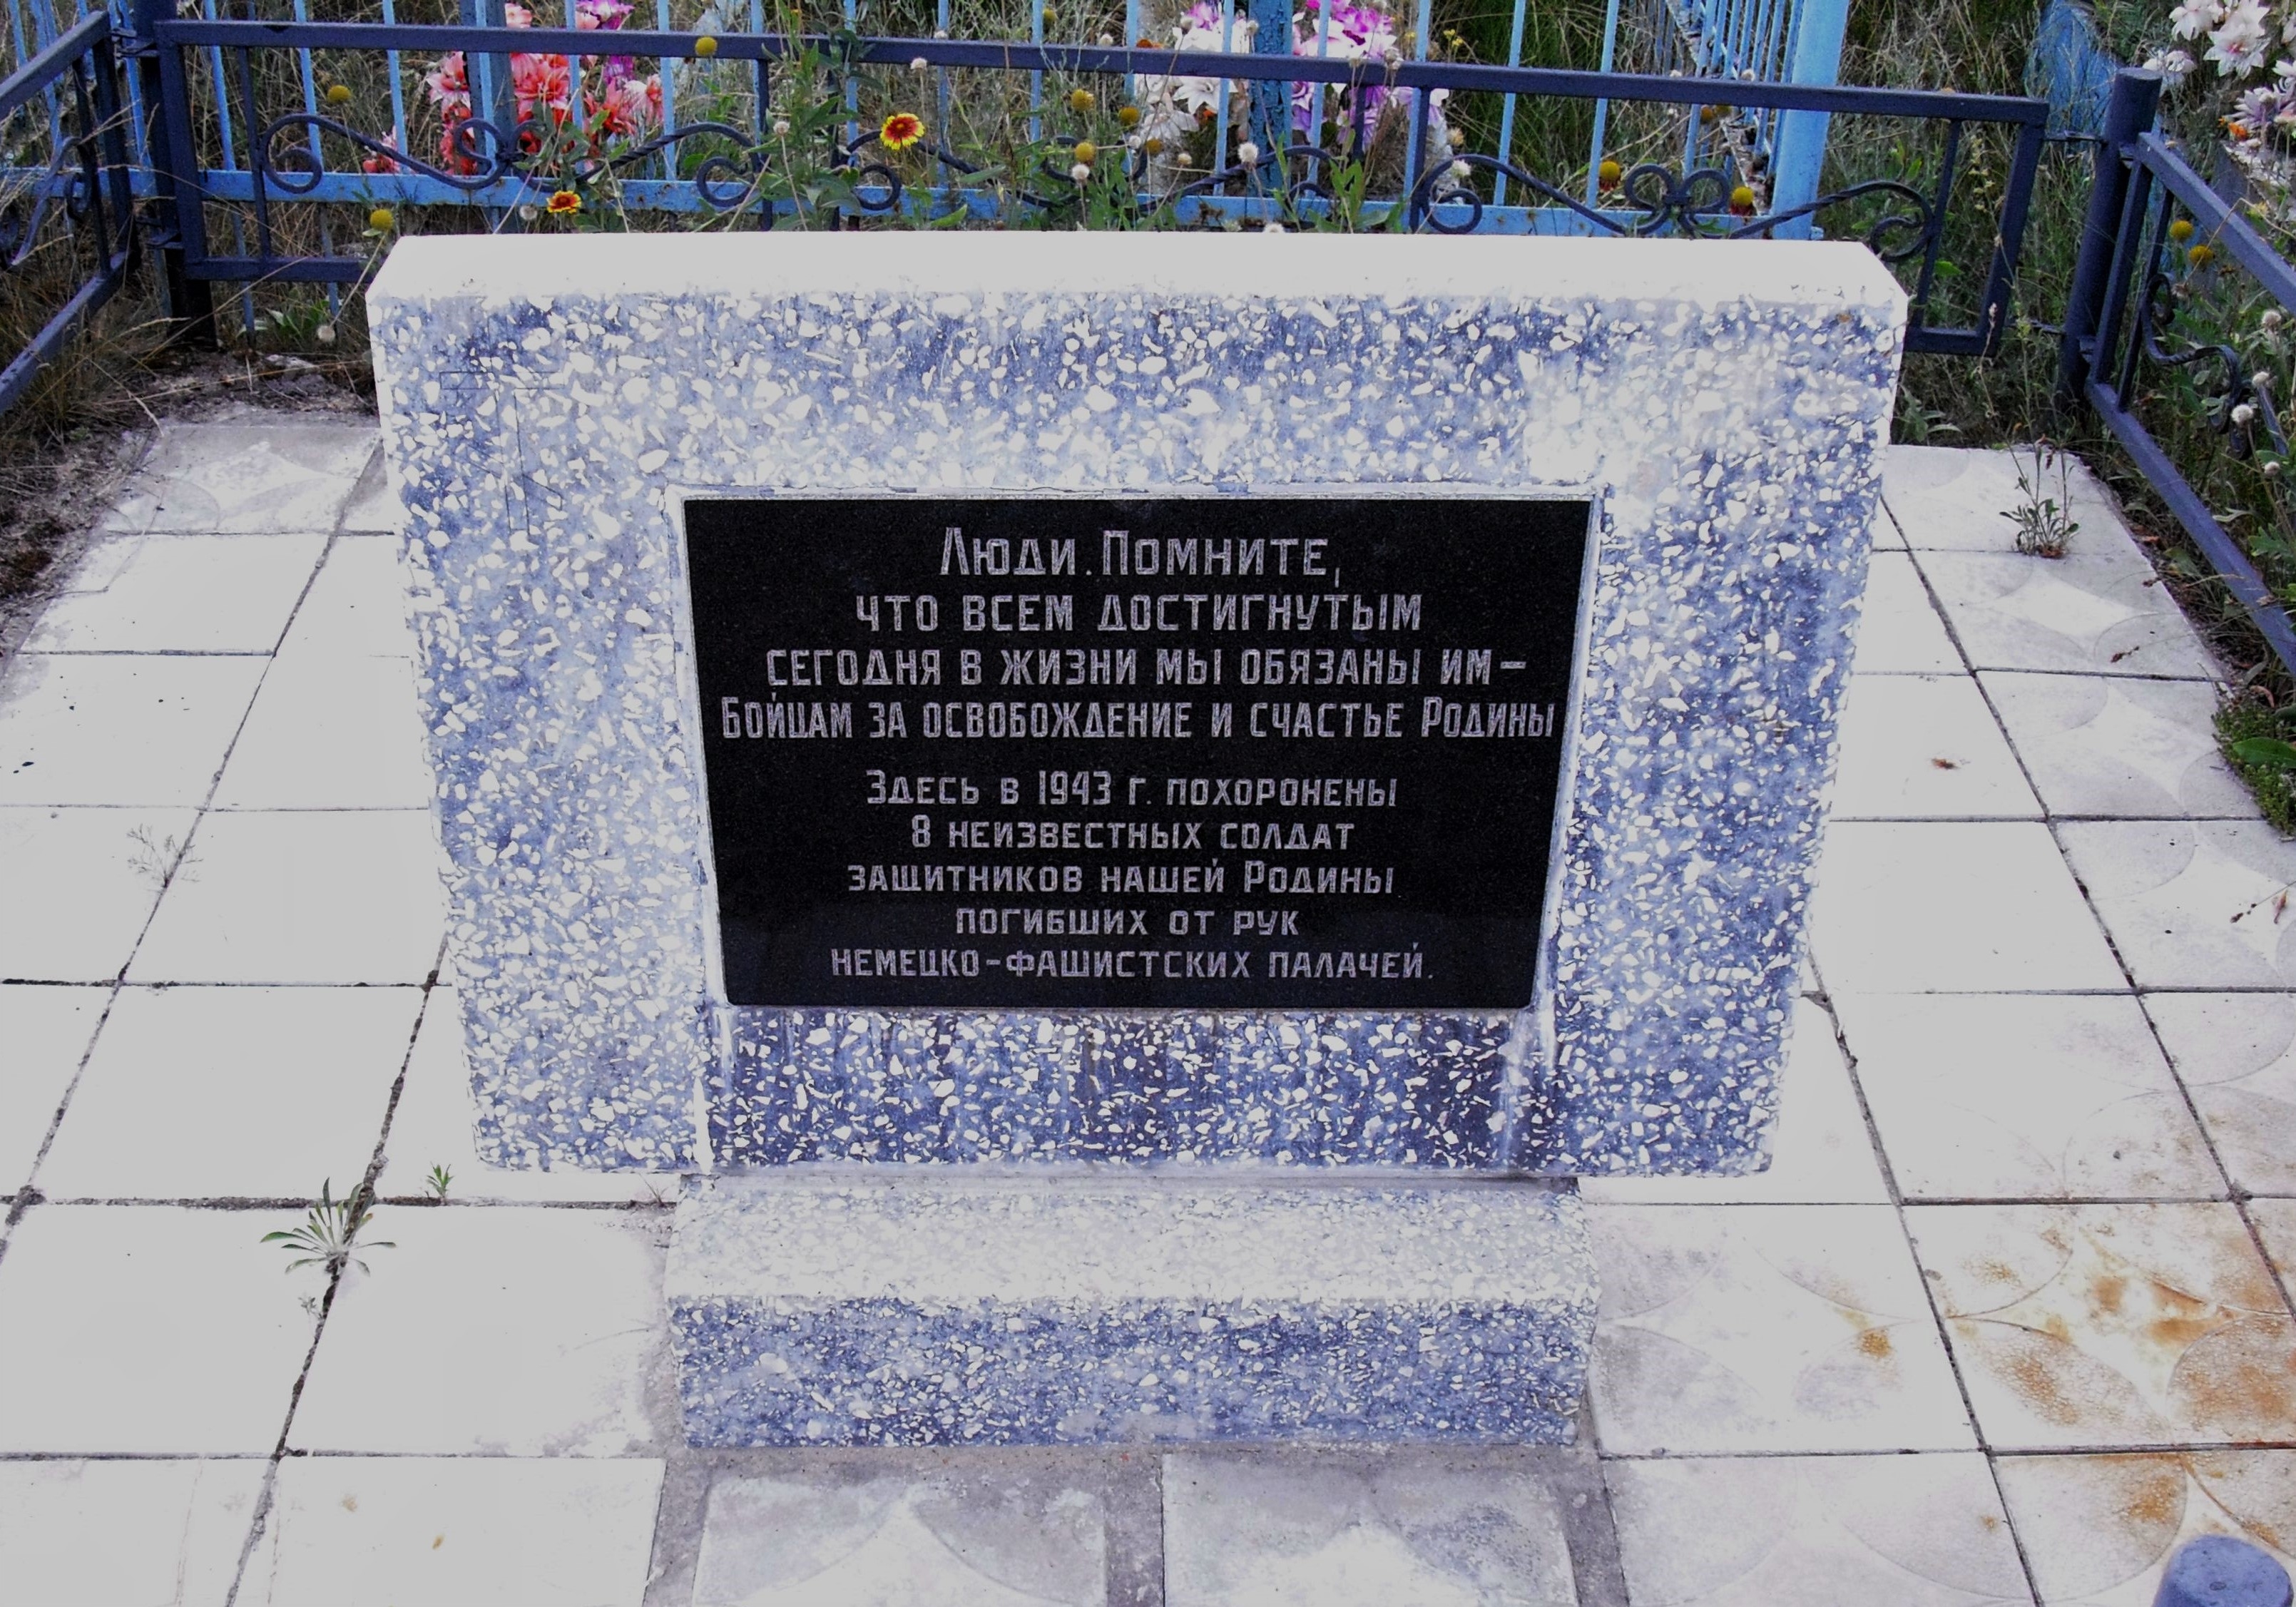 Люди. Помните,
что всем достигнутым
сегодня в жизни мы обязаны им–
Бойцам за освобождение и счастье Родины
Здесь в 1943 г. похоронены
8 неизвестных солдат
защитников нашей Родины
погибших от рук
немецко-фашистских палачей.